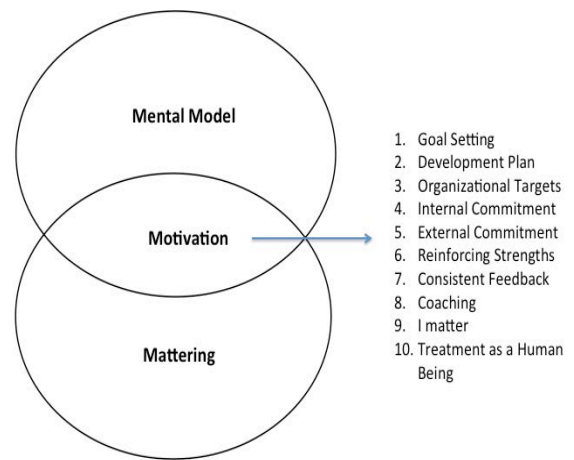 Mental Model
Motivation
Mattering
1. Goal Setting
2. Development Plan
3. Organizational Targets
4. Internal Commitment
5. External Commitment
6. Reinforcing Strengths
7. Consistent Feedback
8. Coaching
9. I matter
10. Treatment as a Human
Being